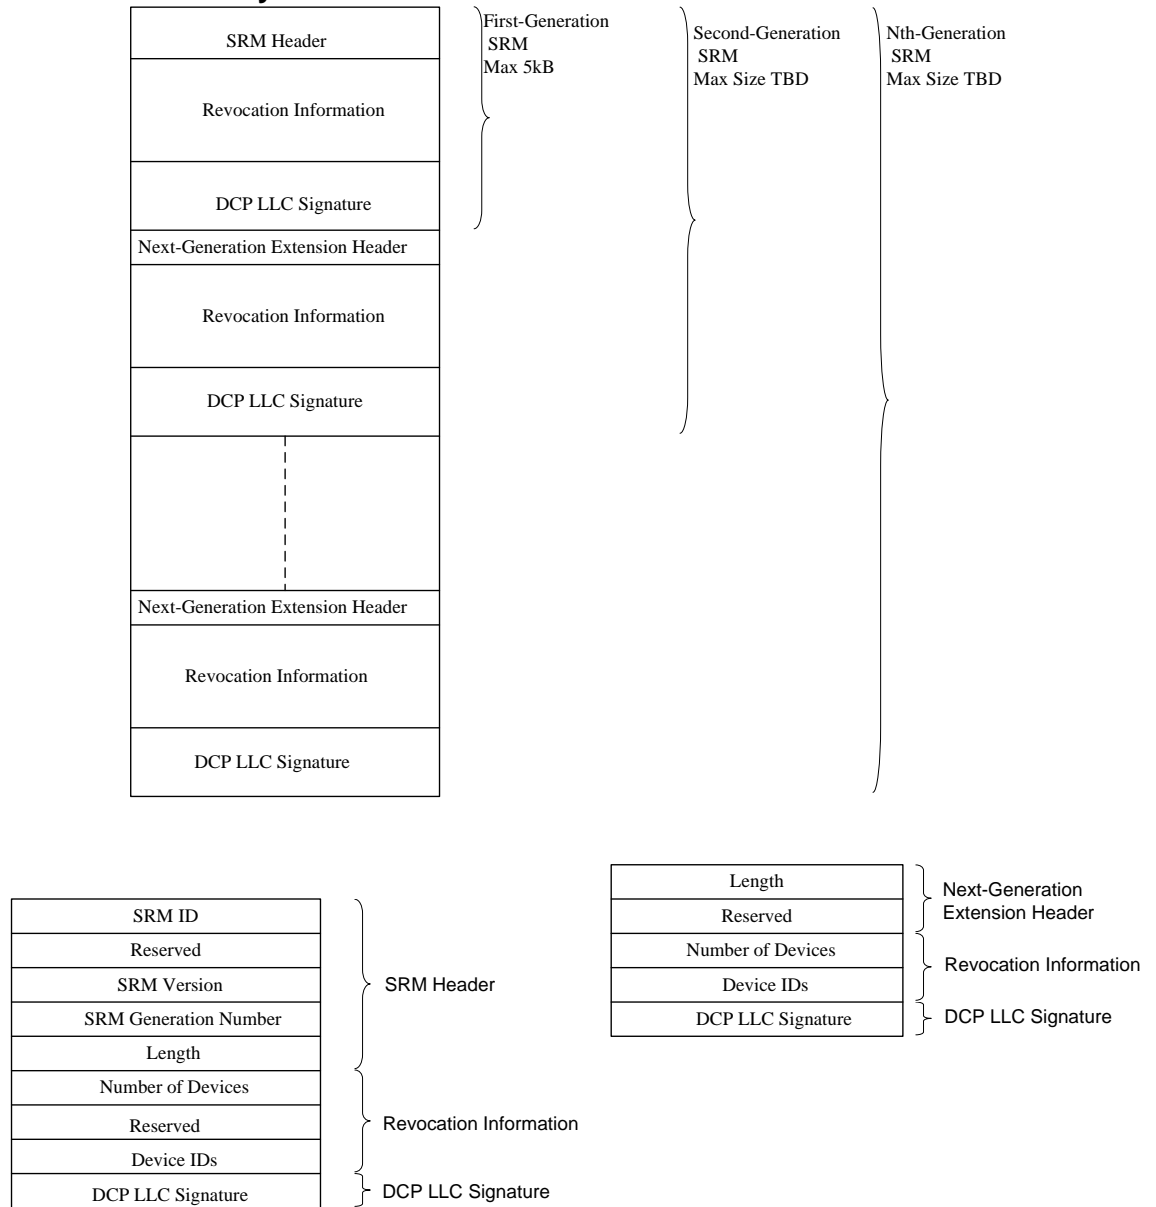 SRM Header
Revocation Information
DCP LLC Signature
Next-Generation Extension Header
Revocation Information
DCP LLC Signature
Next-Generation Extension Header
Revocation Information
DCP LLC Signature
First-Generation
SRM
Max 5kB
Second-Generation
SRM
Max Size TBD
Nth-Generation
SRM
Max Size TBD
SRM ID
Reserved
SRM Version
SRM Generation Number
Length
Number of Devices
Reserved
Device IDs
DCP LLC Signature
SRM Header
Revocation Information
DCP LLC Signature
Length
Reserved
Number of Devices
Device IDs
DCP LLC Signature
Next-Generation
Extension Header
Revocation Information
DCP LLC Signature